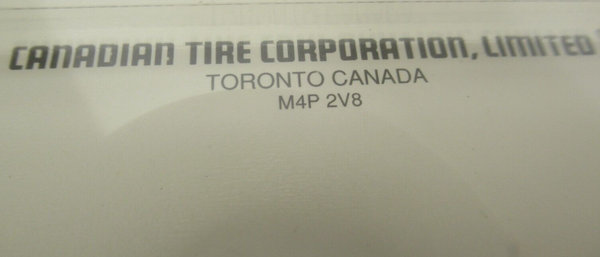 CANADIAN TIRE CORPORATION, LIMITED
TORONTO CANADA
M4P 2V8